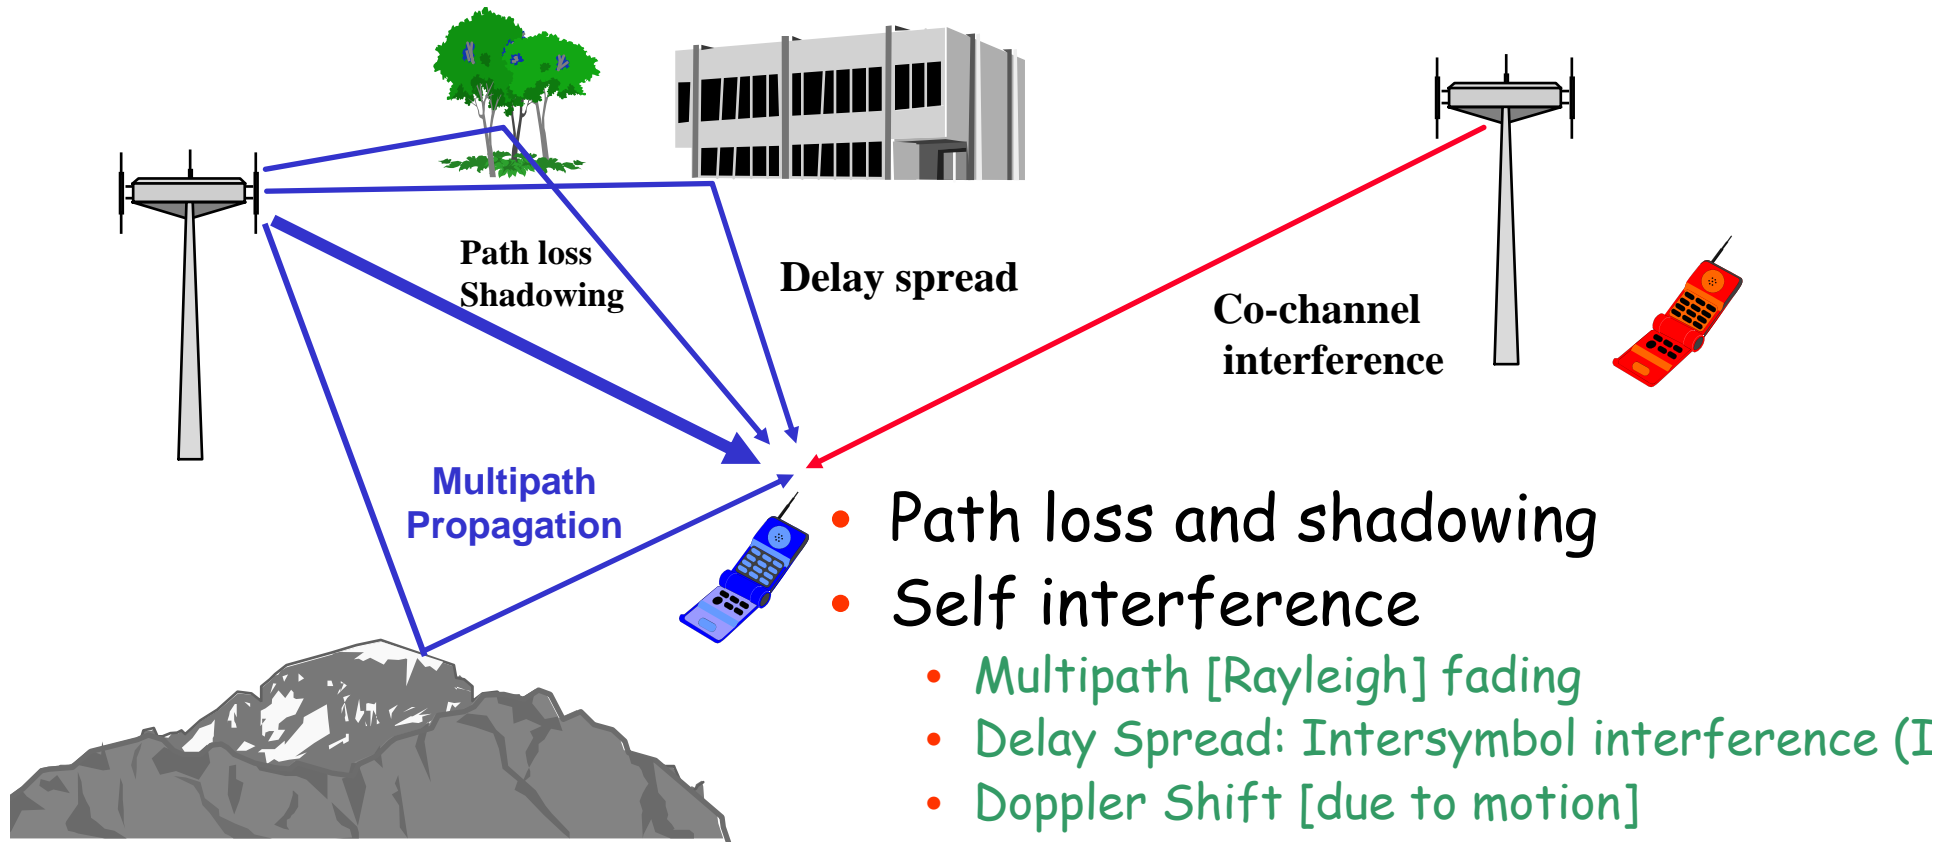 Path loss
Shadowing
Delay spread
Co-channel
interference
Multipath
Propagation
• Path loss and shadowing
• Self interference
• Multipath [Rayleigh] fading
• Delay Spread: Intersymbol interference (I
• Doppler Shift [due to motion]